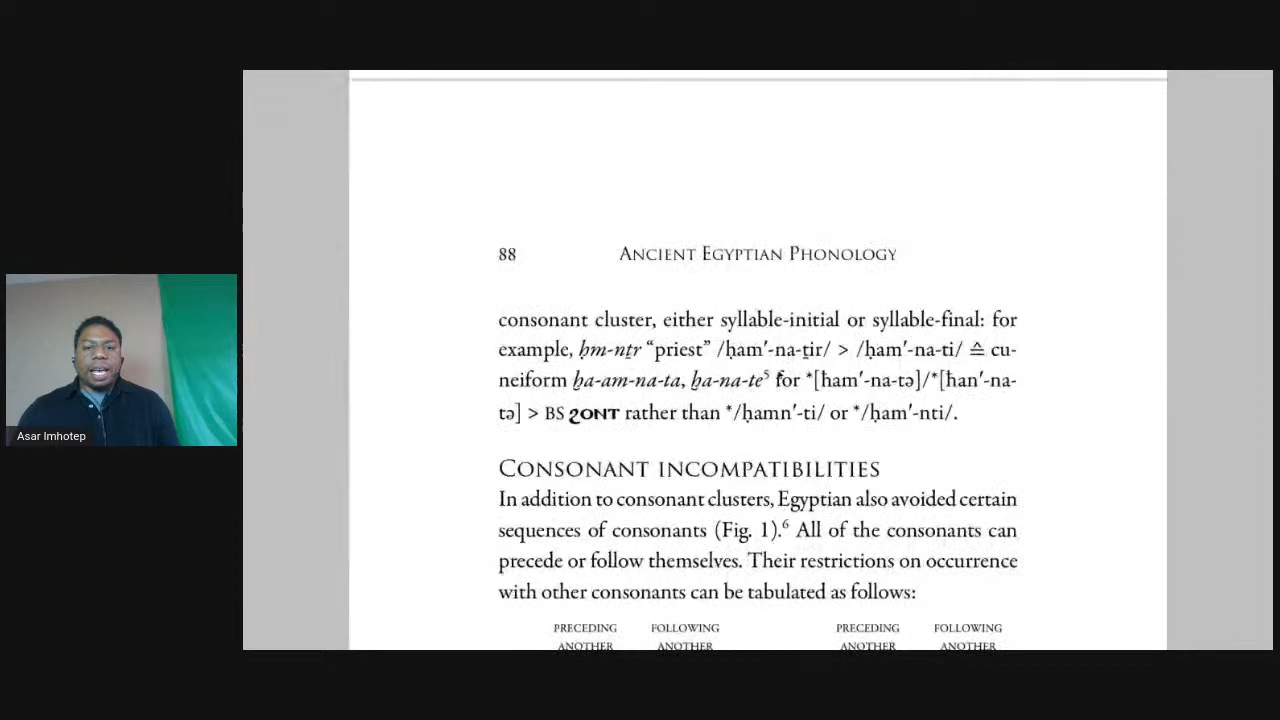 88 ANCIENT EGYPTIAN PHONOLOGY
consonant cluster, either syllable-initial or syllable-final: for
example, ḥm-nṯr “priest” /ḥam′-na-ṯir/ > /ḥam′-na-ti/ ≙ cu-
neiform ḫa-am-na-ta, ḫa-na-te⁵ for *[ħam′-na-tə]/*[ħan′-na-
tə] > BS ϩΟΝΤ rather than */ḥamn′-ti/ or */ḥam′-nti/.
Asar Imhotep
CONSONANT INCOMPATIBILITIES
In addition to consonant clusters, Egyptian also avoided certain
sequences of consonants (Fig. 1).⁶ All of the consonants can
precede or follow themselves. Their restrictions on occurrence
with other consonants can be tabulated as follows:
PRECEDING FOLLOWING PRECEDING FOLLOWING
ANOTHER ANOTHER ANOTHER ANOTHER